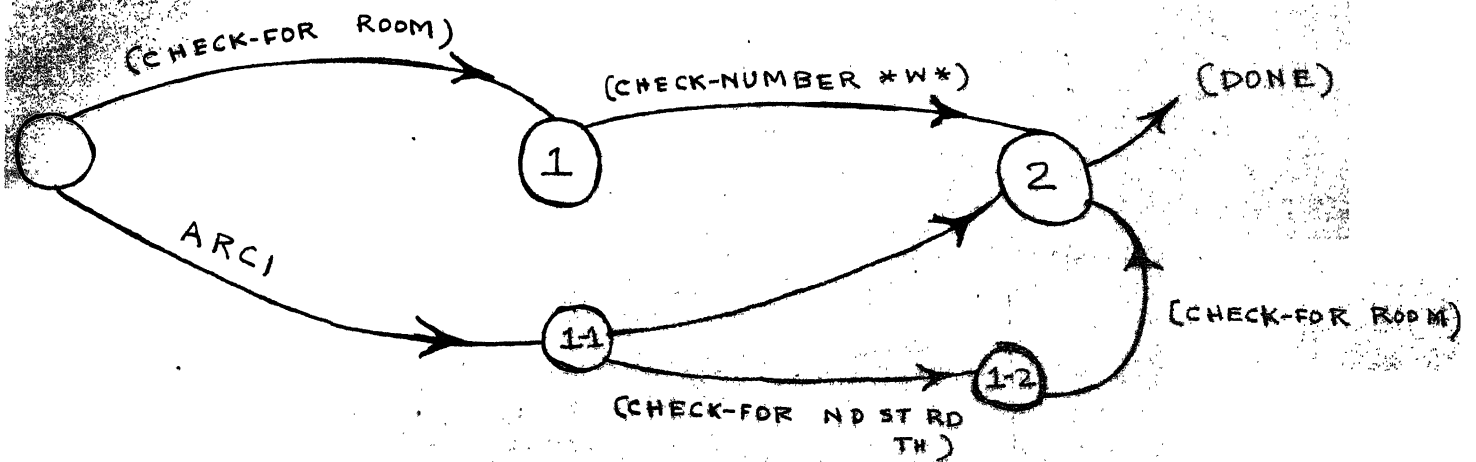 (CHECK-FOR ROOM)
(CHECK-NUMBER *W*)
(DONE)
1
2
ARC1
1-1
(CHECK-FOR ROOM)
1-2
(CHECK-FOR ND ST RD
TH)